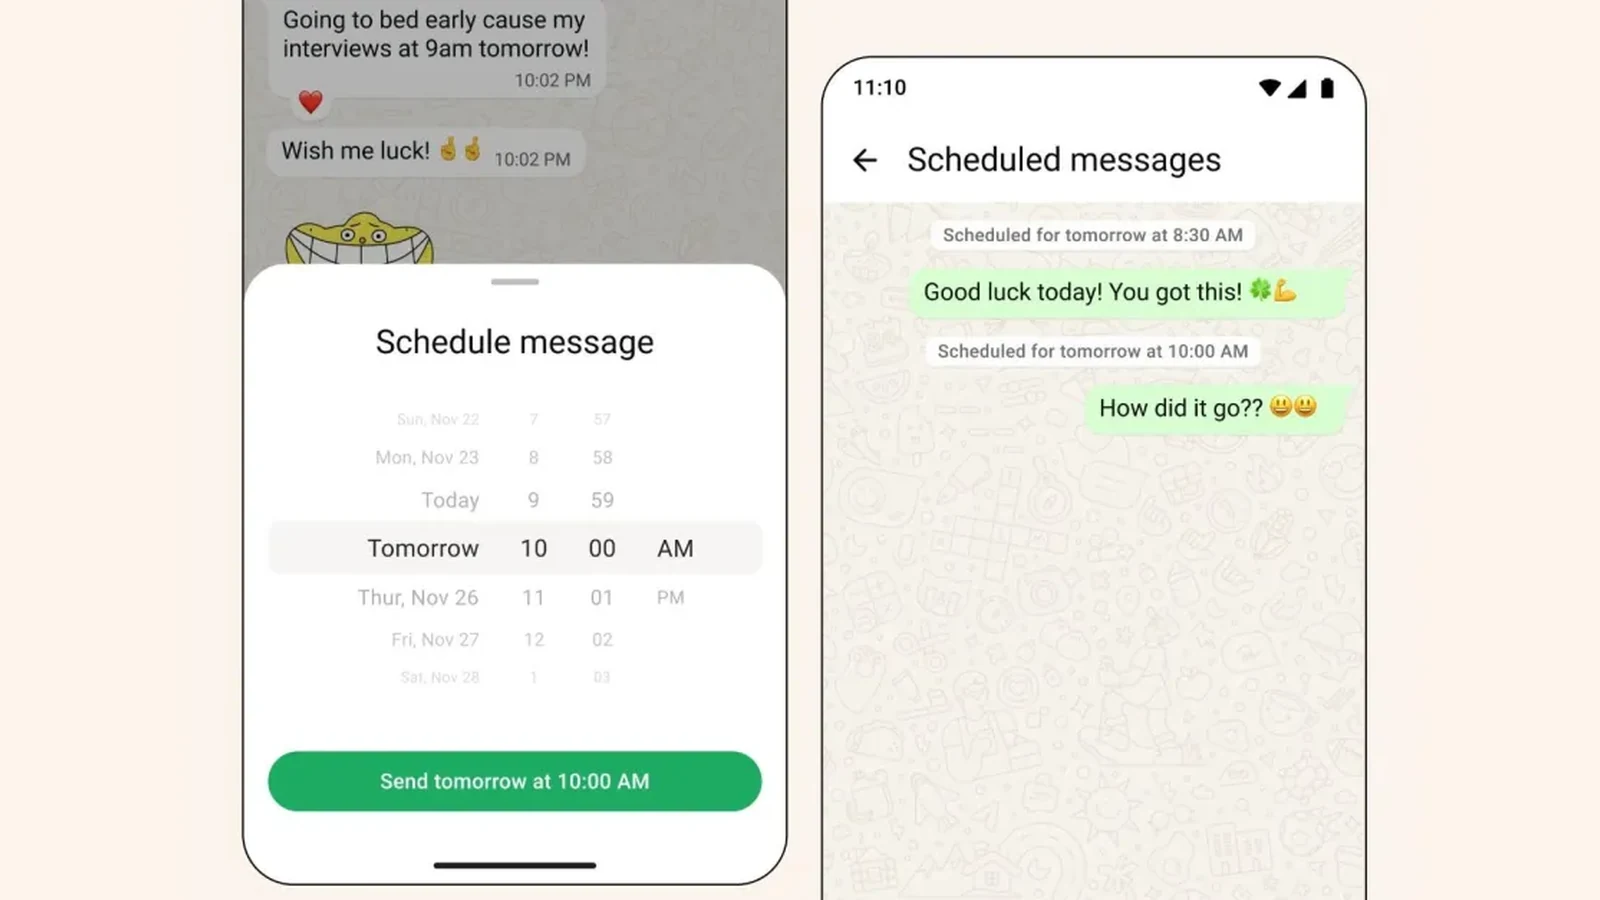 Going to bed early cause my
interviews at 9am tomorrow!
10:02 PM
Wish me luck! 🤞🤞 10:02 PM
Schedule message
Sun, Nov 22 7 57
Mon, Nov 23 8 58
Today 9 59
Tomorrow 10 00 AM
Thur, Nov 26 11 01 PM
Fri, Nov 27 12 02
Sat, Nov 28 1 03
Send tomorrow at 10:00 AM
11:10
Scheduled messages
Scheduled for tomorrow at 8:30 AM
Good luck today! You got this! 🍀💪
Scheduled for tomorrow at 10:00 AM
How did it go?? 😃😃